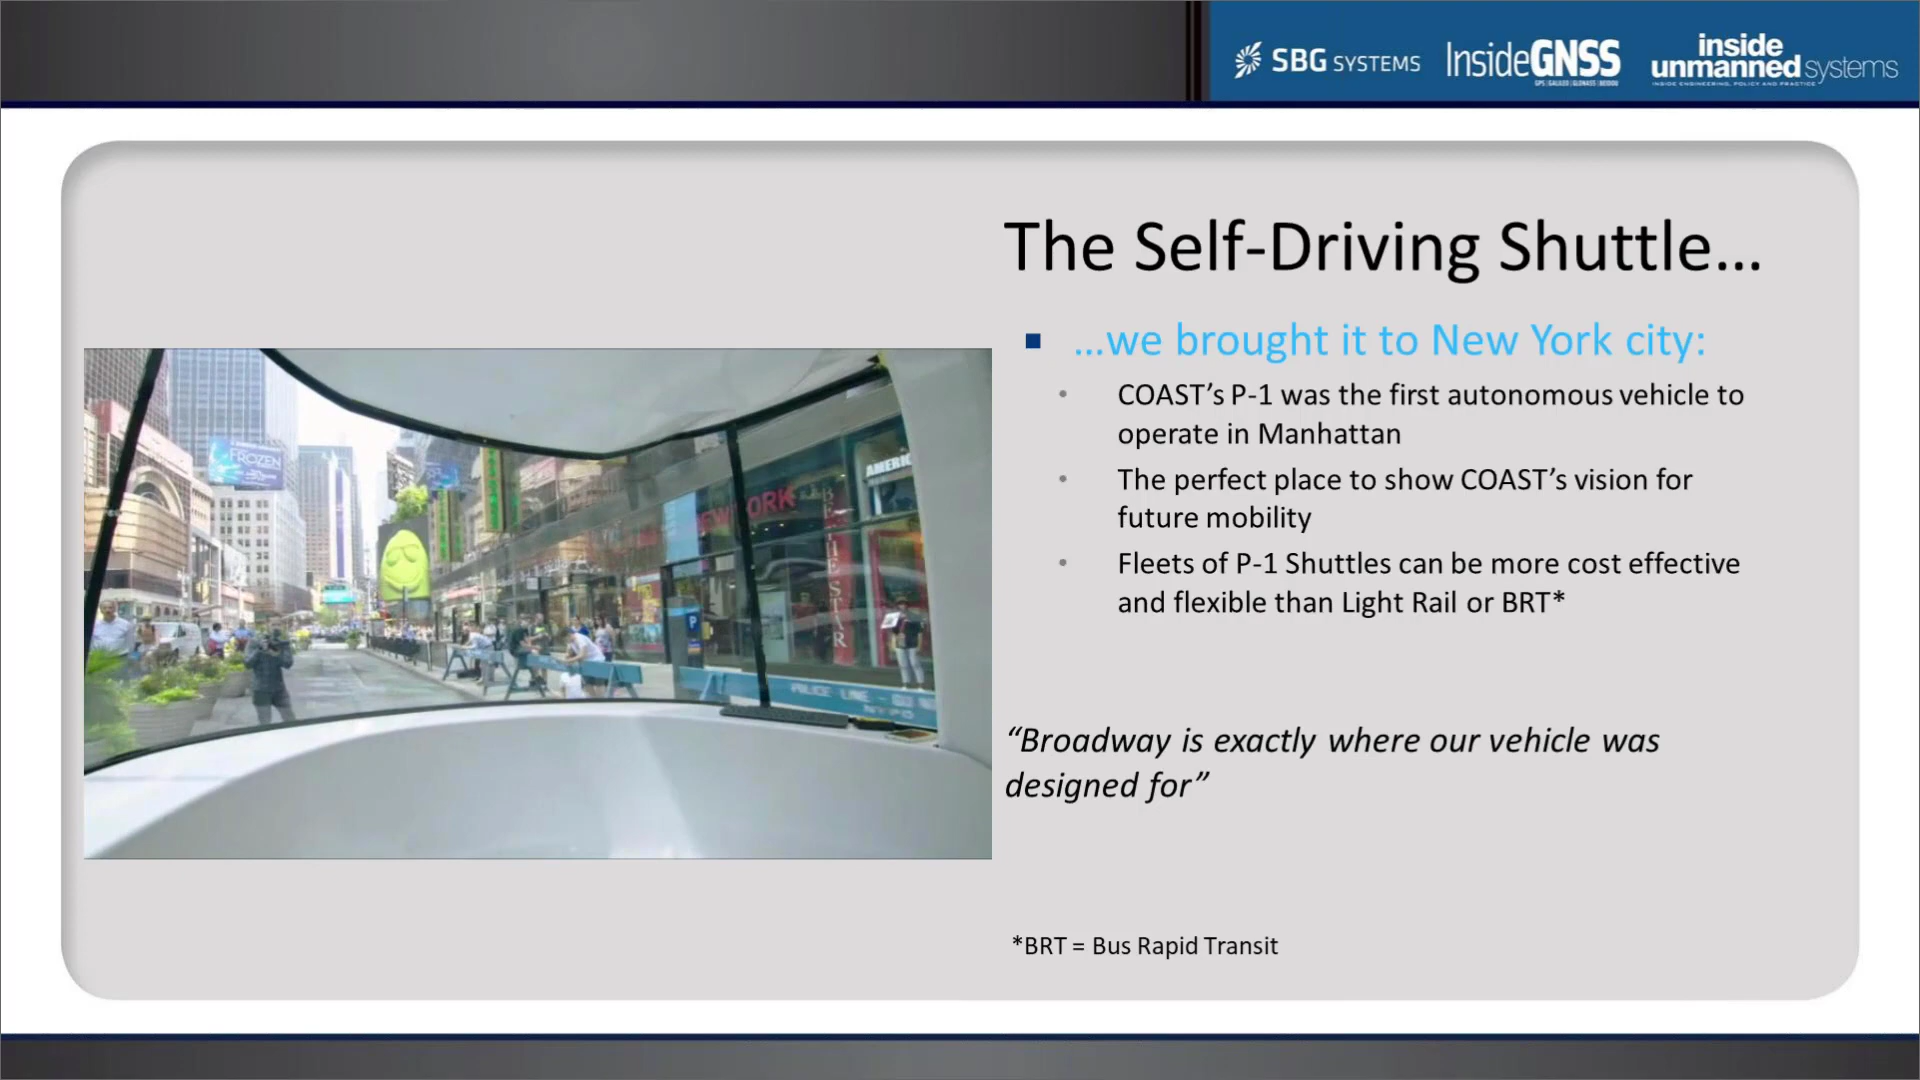 SBG SYSTEMS
InsideGNSS
GPS | GALILEO | GLONASS | BEIDOU
inside
unmanned systems
INSIDE ENGINEERING, POLICY AND PRACTICE
The Self-Driving Shuttle...
...we brought it to New York city:
COAST’s P-1 was the first autonomous vehicle to
operate in Manhattan
The perfect place to show COAST’s vision for
future mobility
Fleets of P-1 Shuttles can be more cost effective
and flexible than Light Rail or BRT*
“Broadway is exactly where our vehicle was
designed for”
*BRT = Bus Rapid Transit
FROZEN
P
POLICE LINE
NYPD